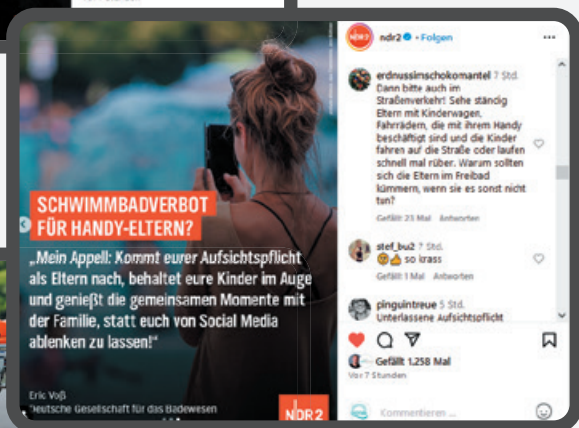 SCHWIMMBADVERBOT
FÜR HANDY-ELTERN?
„Mein Appell: Kommt eurer Aufsichtspflicht
als Eltern nach, behaltet eure Kinder im Auge
und genießt die gemeinsamen Momente mit
der Familie, statt euch von Social Media
ablenken zu lassen!“
Eric Voß
Deutsche Gesellschaft für das Badewesen
NDR 2
ndr2 • Folgen
erdnussimschokomantel 7 Std.
Dann bitte auch im
Straßenverkehr! Sehe ständig
Eltern mit Kinderwagen,
Fahrrädern, die mit ihrem Handy
beschäftigt sind und die Kinder
fahren auf die Straße oder laufen
schnell mal rüber. Warum sollten
sich die Eltern im Freibad
kümmern, wenn sie es sonst nicht
tun?
Gefällt 23 Mal Antworten
stef_bu2 7 Std.
so krass
Gefällt 1 Mal Antworten
pinguintreue 5 Std.
Unterlassene Aufsichtspflicht
Gefällt 1.258 Mal
Vor 7 Stunden
Kommentieren ...